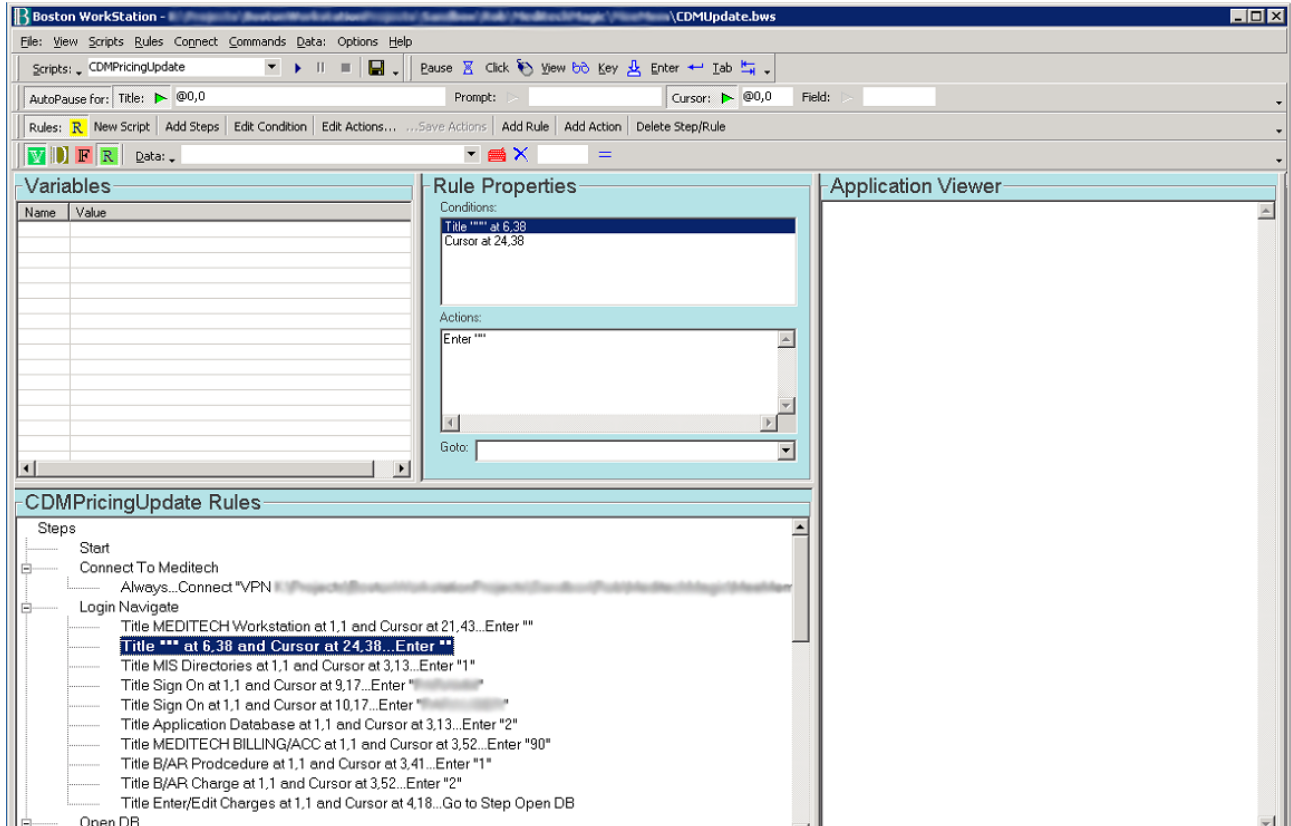 Boston WorkStation - \CDMUpdate.bws
File: View Scripts Rules Connect Commands Data: Options Help
Scripts: CDMPricingUpdate Pause Click View Key Enter Tab
AutoPause for: Title: @0,0 Prompt: Cursor: @0,0 Field:
Rules: R New Script Add Steps Edit Condition Edit Actions... ...Save Actions Add Rule Add Action Delete Step/Rule
V F R Data: =
Variables
Name Value
Rule Properties
Conditions:
Title """ at 6,38
Cursor at 24,38
Actions:
Enter ""
Goto:
Application Viewer
CDMPricingUpdate Rules
Steps
Start
Connect To Meditech
Always...Connect "VPN
Login Navigate
Title MEDITECH Workstation at 1,1 and Cursor at 21,43...Enter ""
Title """ at 6,38 and Cursor at 24,38...Enter ""
Title MIS Directories at 1,1 and Cursor at 3,13...Enter "1"
Title Sign On at 1,1 and Cursor at 9,17...Enter " "
Title Sign On at 1,1 and Cursor at 10,17...Enter " "
Title Application Database at 1,1 and Cursor at 3,13...Enter "2"
Title MEDITECH BILLING/ACC at 1,1 and Cursor at 3,52...Enter "90"
Title B/AR Prodcedure at 1,1 and Cursor at 3,41...Enter "1"
Title B/AR Charge at 1,1 and Cursor at 3,52...Enter "2"
Title Enter/Edit Charges at 1,1 and Cursor at 4,18...Go to Step Open DB
Open DB